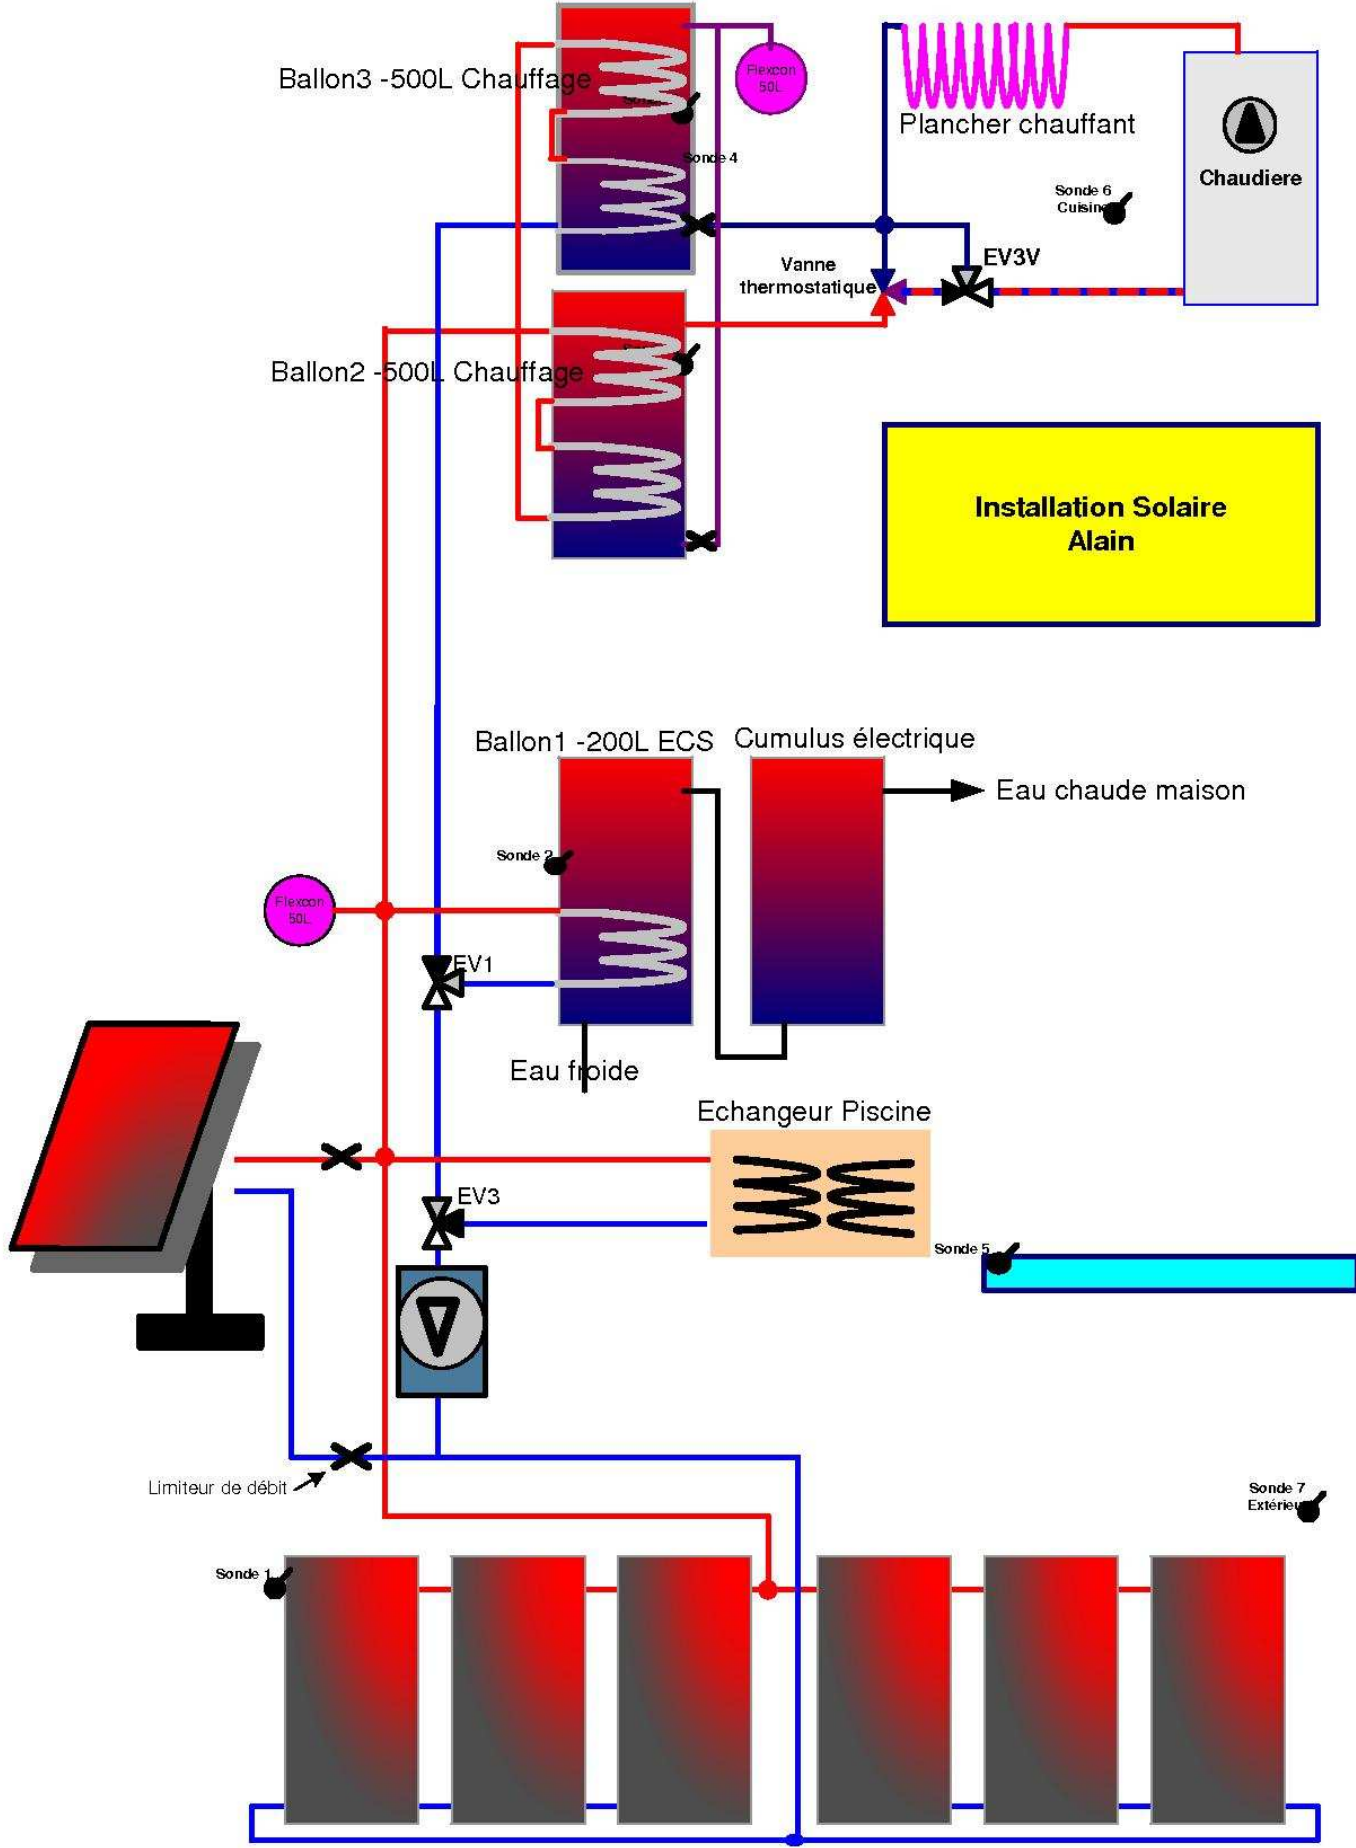 Ballon3 -500L Chauffage
Flexcon
50L
Plancher chauffant
Chaudiere
Sonde 4
Sonde 6
Cuisine
EV3V
Vanne
thermostatique
Ballon2 -500L Chauffage
Installation Solaire
Alain
Ballon1 -200L ECS
Cumulus électrique
Eau chaude maison
Sonde 2
Flexcon
50L
EV1
Eau froide
Echangeur Piscine
EV3
Sonde 5
Limiteur de débit
Sonde 7
Extérieu
Sonde 1